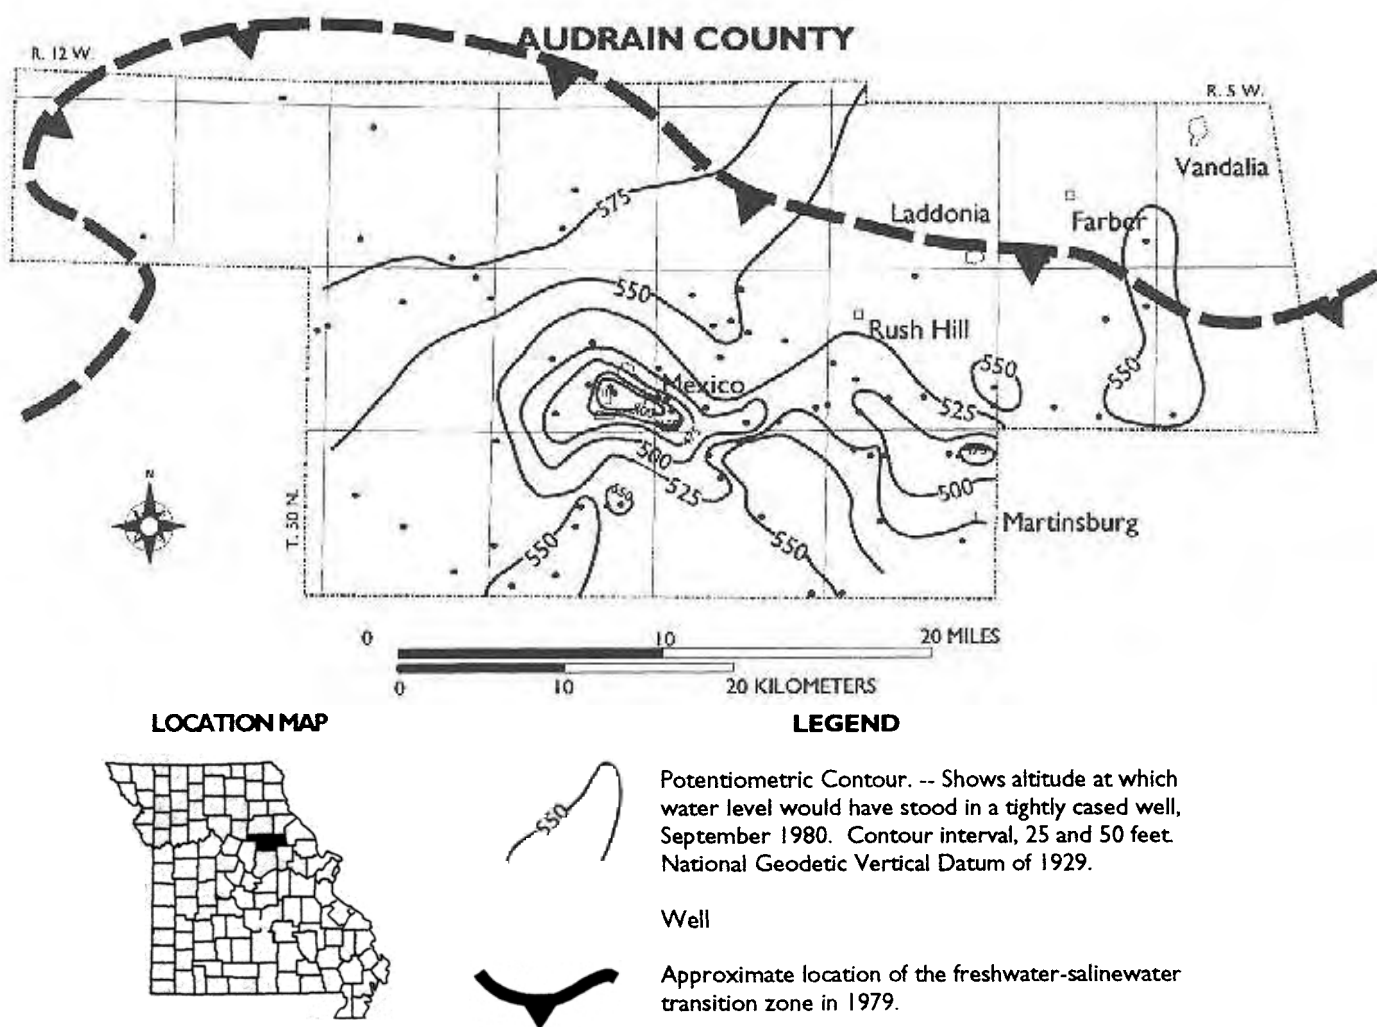 AUDRAIN COUNTY
R. 12 W.
R. 5 W.
Vandalia
575
Laddonia
Farber
550
Rush Hill
Mexico
550
550
525
500
525
550
500
T. 50 N.
N
550
550
Martinsburg
0 10 20 MILES
0 10 20 KILOMETERS
LOCATION MAP
LEGEND
550
Potentiometric Contour. -- Shows altitude at which
water level would have stood in a tightly cased well,
September 1980. Contour interval, 25 and 50 feet.
National Geodetic Vertical Datum of 1929.
Well
Approximate location of the freshwater-salinewater
transition zone in 1979.